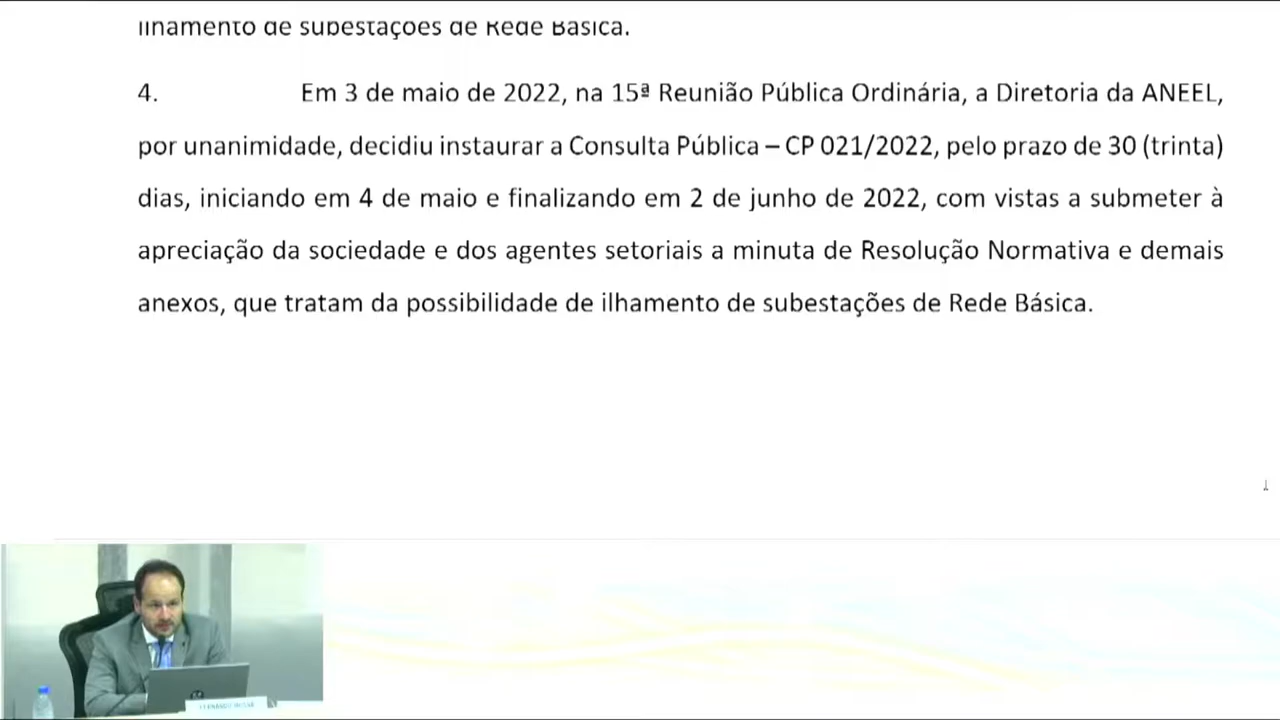 ilhamento de subestações de Rede Básica.
4. Em 3 de maio de 2022, na 15ª Reunião Pública Ordinária, a Diretoria da ANEEL,
por unanimidade, decidiu instaurar a Consulta Pública – CP 021/2022, pelo prazo de 30 (trinta)
dias, iniciando em 4 de maio e finalizando em 2 de junho de 2022, com vistas a submeter à
apreciação da sociedade e dos agentes setoriais a minuta de Resolução Normativa e demais
anexos, que tratam da possibilidade de ilhamento de subestações de Rede Básica.
1
FERNANDO